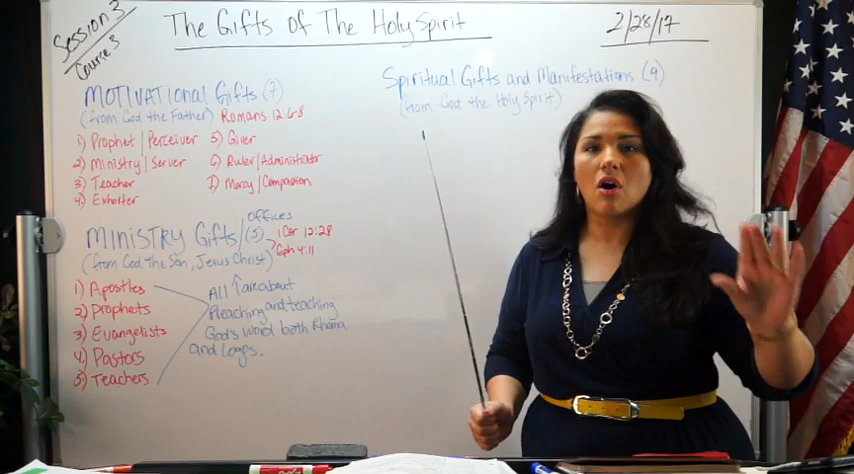 Session 3
Course 3
The Gifts of The Holy Spirit
2/28/17
MOTIVATIONAL Gifts (7)
(from God the Father) Romans 12:6-8
1) Prophet/Perceiver
2) Ministry/Server
3) Teacher
4) Exhorter
5) Giver
6) Ruler/Administrator
7) Mercy/Compassion
MINISTRY Gifts/Offices (5)
1 Cor 12:28
Eph 4:11
(from God the Son, Jesus Christ)
1) Apostles
2) Prophets
3) Evangelists
4) Pastors
5) Teachers
All are about
Preaching and teaching
God's word both Rhema
and Logos.
Spiritual Gifts and Manifestations (9)
(from God the Holy Spirit)